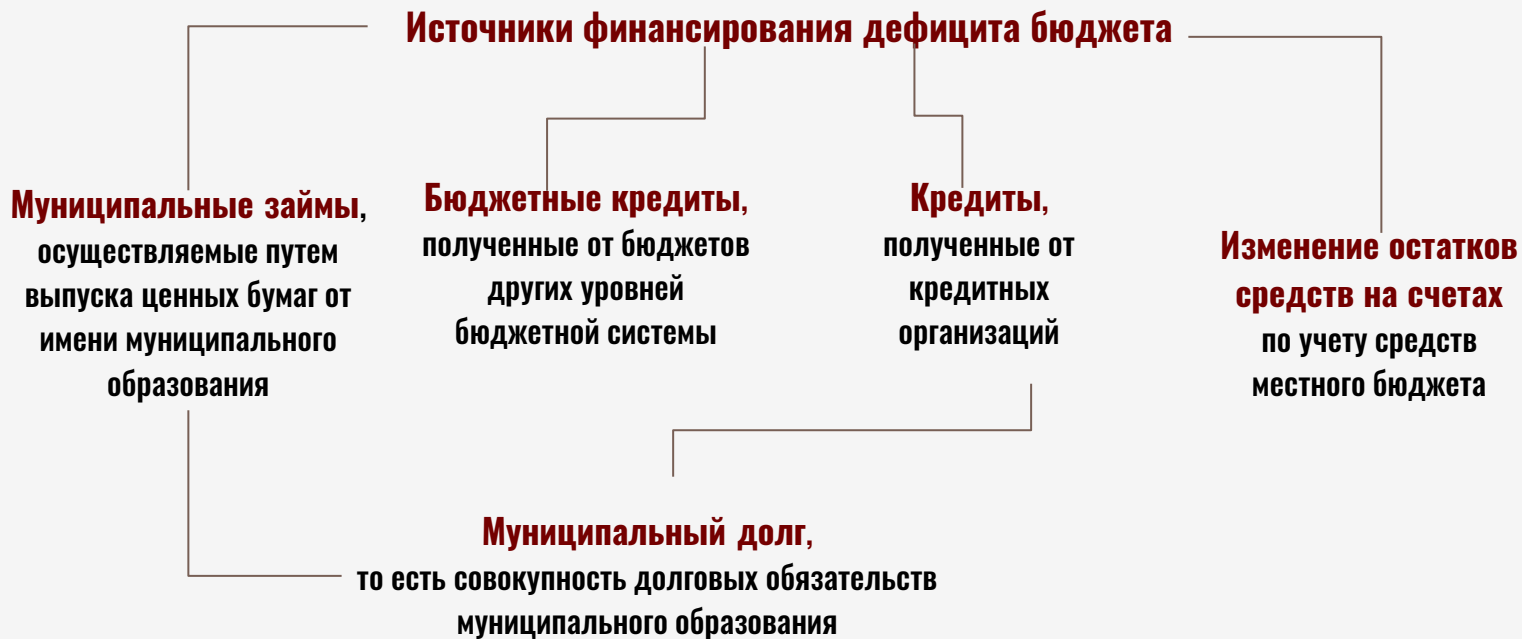 Источники финансирования дефицита бюджета
Муниципальные займы,
осуществляемые путем
выпуска ценных бумаг от
имени муниципального
образования
Бюджетные кредиты,
полученные от бюджетов
других уровней
бюджетной системы
Кредиты,
полученные от
кредитных
организаций
Изменение остатков
средств на счетах
по учету средств
местного бюджета
Муниципальный долг,
то есть совокупность долговых обязательств
муниципального образования